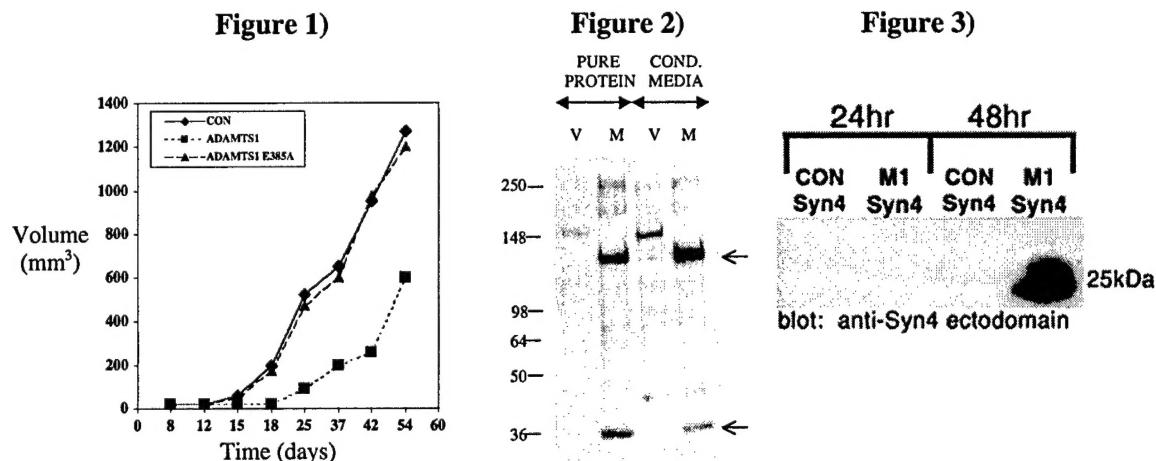 Figure 1)
Volume
(mm³)
1400
1200
1000
800
600
400
200
0
CON
ADAMTS1
ADAMTS1 E385A
0 8 12 15 18 25 37 42 54 60
Time (days)
Figure 2)
PURE COND.
PROTEIN MEDIA
V M V M
250
148
98
64
50
36
Figure 3)
24hr 48hr
CON M1 CON M1
Syn4 Syn4 Syn4 Syn4
25kDa
blot: anti-Syn4 ectodomain